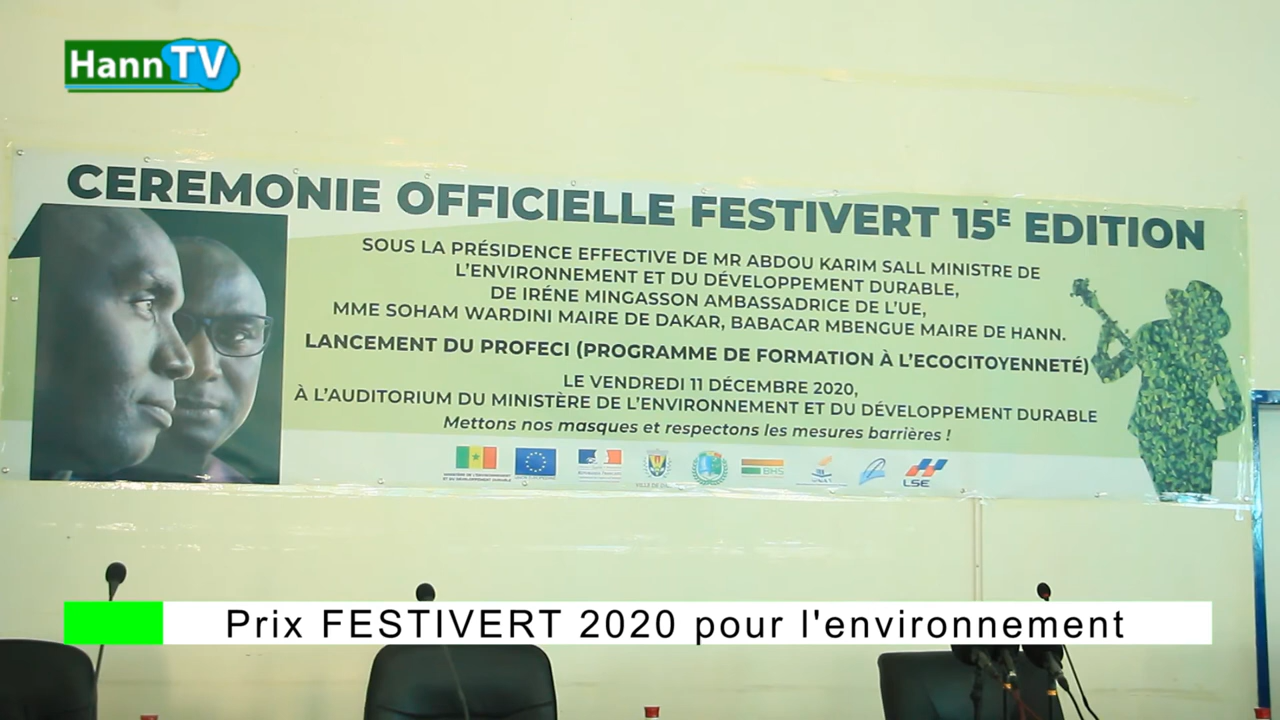 Hann TV
CEREMONIE OFFICIELLE FESTIVERT 15E EDITION
SOUS LA PRÉSIDENCE EFFECTIVE DE MR ABDOU KARIM SALL MINISTRE DE
L'ENVIRONNEMENT ET DU DÉVELOPPEMENT DURABLE,
DE IRÉNE MINGASSON AMBASSADRICE DE L'UE,
MME SOHAM WARDINI MAIRE DE DAKAR, BABACAR MBENGUE MAIRE DE HANN.
LANCEMENT DU PROFECI (PROGRAMME DE FORMATION À L'ECOCITOYENNETÉ)
LE VENDREDI 11 DÉCEMBRE 2020,
À L'AUDITORIUM DU MINISTÈRE DE L'ENVIRONNEMENT ET DU DÉVELOPPEMENT DURABLE
Mettons nos masques et respectons les mesures barrières !
BHS
LSE
Prix FESTIVERT 2020 pour l'environnement